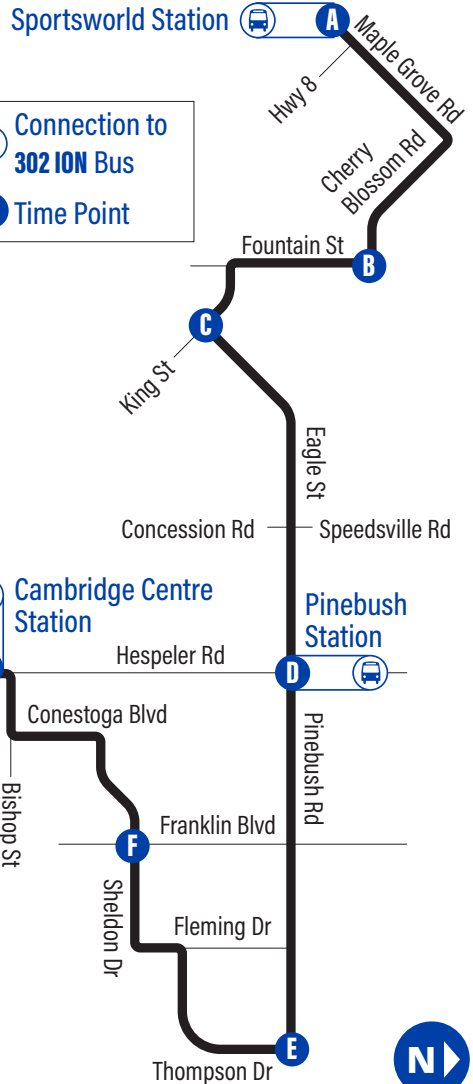 Sportsworld Station
A
Maple Grove Rd
Hwy 8
Connection to
302 ION Bus
Time Point
Cherry
Blossom Rd
Fountain St
B
C
King St
Eagle St
Concession Rd
Speedsville Rd
Cambridge Centre
Station
Pinebush
Station
Hespeler Rd
D
Conestoga Blvd
Pinebush Rd
Bishop St
Franklin Blvd
F
Sheldon Dr
Fleming Dr
E
Thompson Dr
N